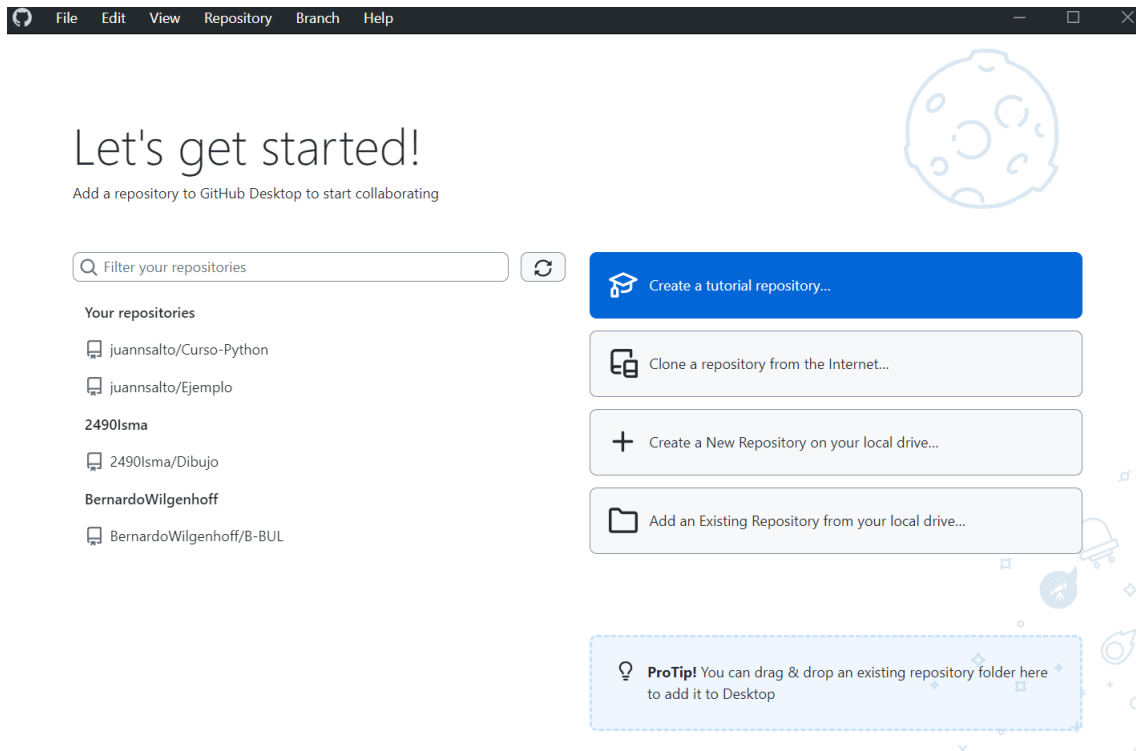 File Edit View Repository Branch Help
Let's get started!
Add a repository to GitHub Desktop to start collaborating
Filter your repositories
Your repositories
juannsalto/Curso-Python
juannsalto/Ejemplo
2490Isma
2490Isma/Dibujo
BernardoWilgenhoff
BernardoWilgenhoff/B-BUL
Create a tutorial repository...
Clone a repository from the Internet...
Create a New Repository on your local drive...
Add an Existing Repository from your local drive...
ProTip! You can drag & drop an existing repository folder here
to add it to Desktop